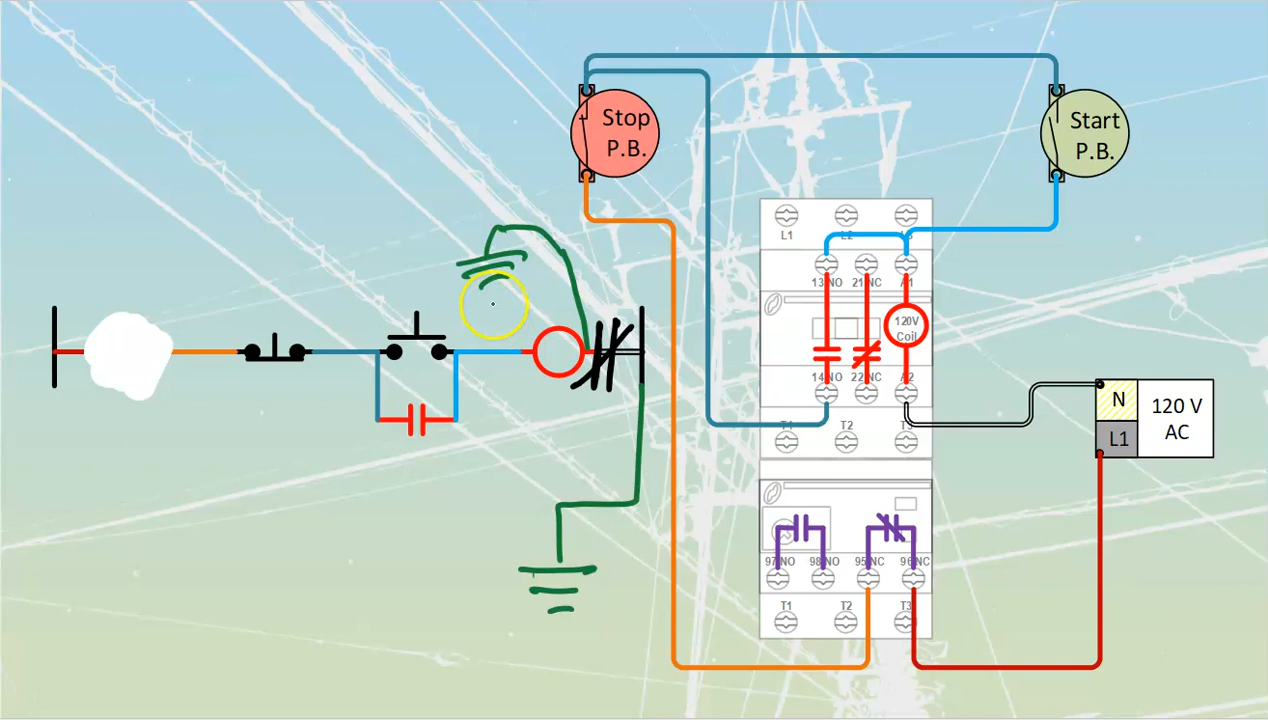 Stop
P.B.
Start
P.B.
L1
L2
13 NO
21 NC
A1
120V
Coil
14 NO
22 NC
A2
T1
T2
T3
N
L1
120 V
AC
97 NO
98 NO
95 NC
96 NC
T1
T2
T3